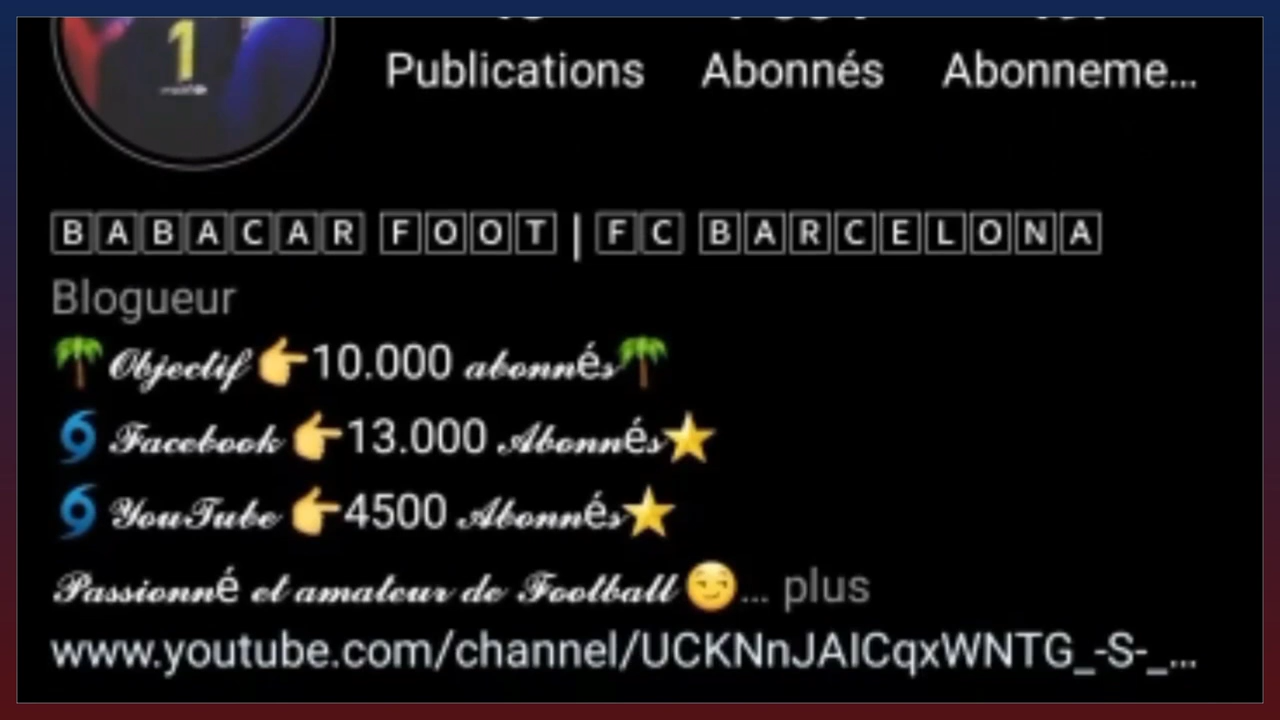 1
Publications Abonnés Abonneme...
BABACAR FOOT | FC BARCELONA
Blogueur
🌴Objectif 👉10.000 abonnés🌴
🌀Facebook 👉13.000 Abonnés⭐
🌀YouTube 👉4500 Abonnés⭐
Passionné et amateur de Football 😏... plus
www.youtube.com/channel/UCKNnJAICqxWNTG_-S-_...